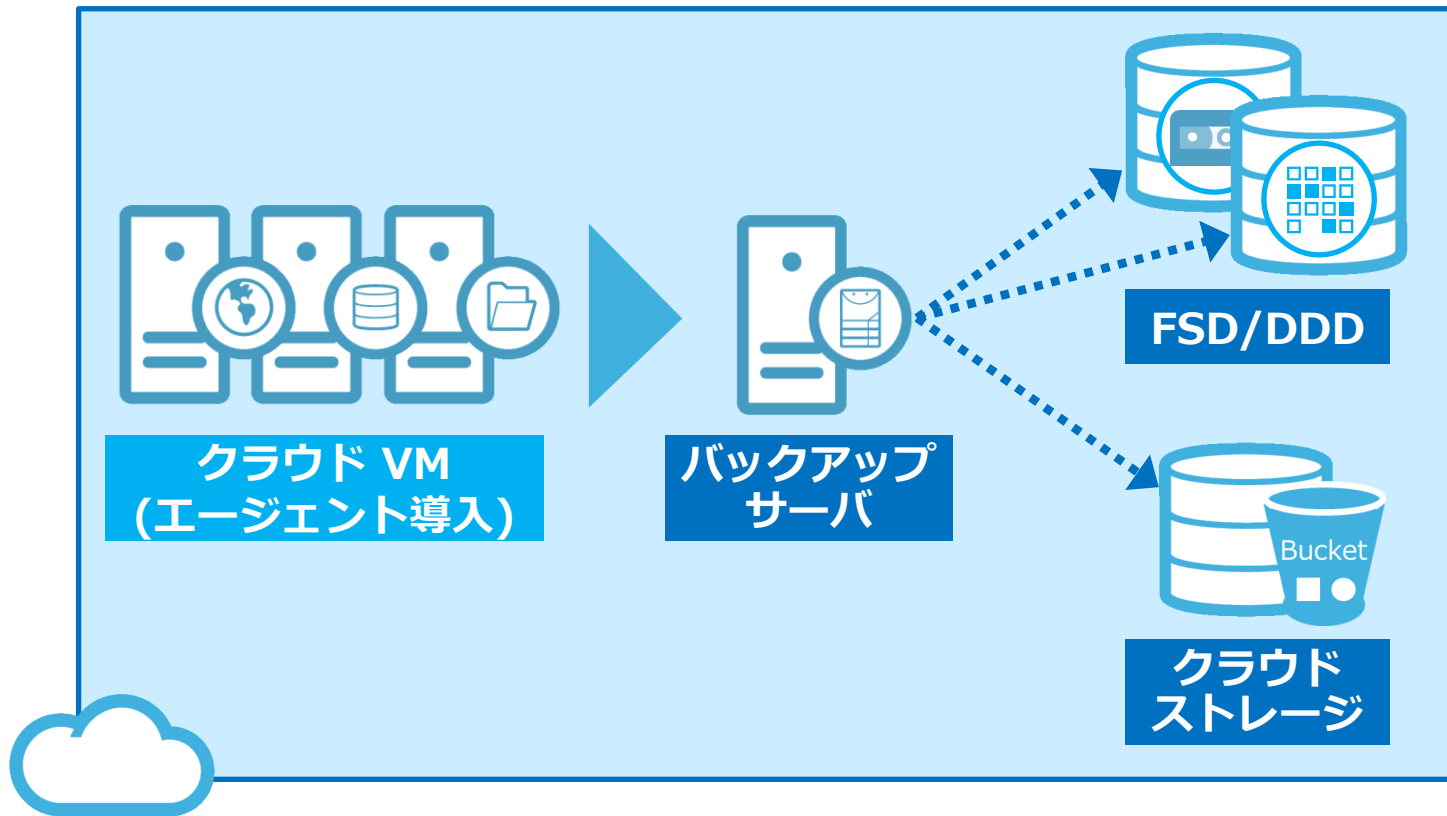 クラウド VM
(エージェント導入)
バックアップ
サーバ
FSD/DDD
Bucket
クラウド
ストレージ